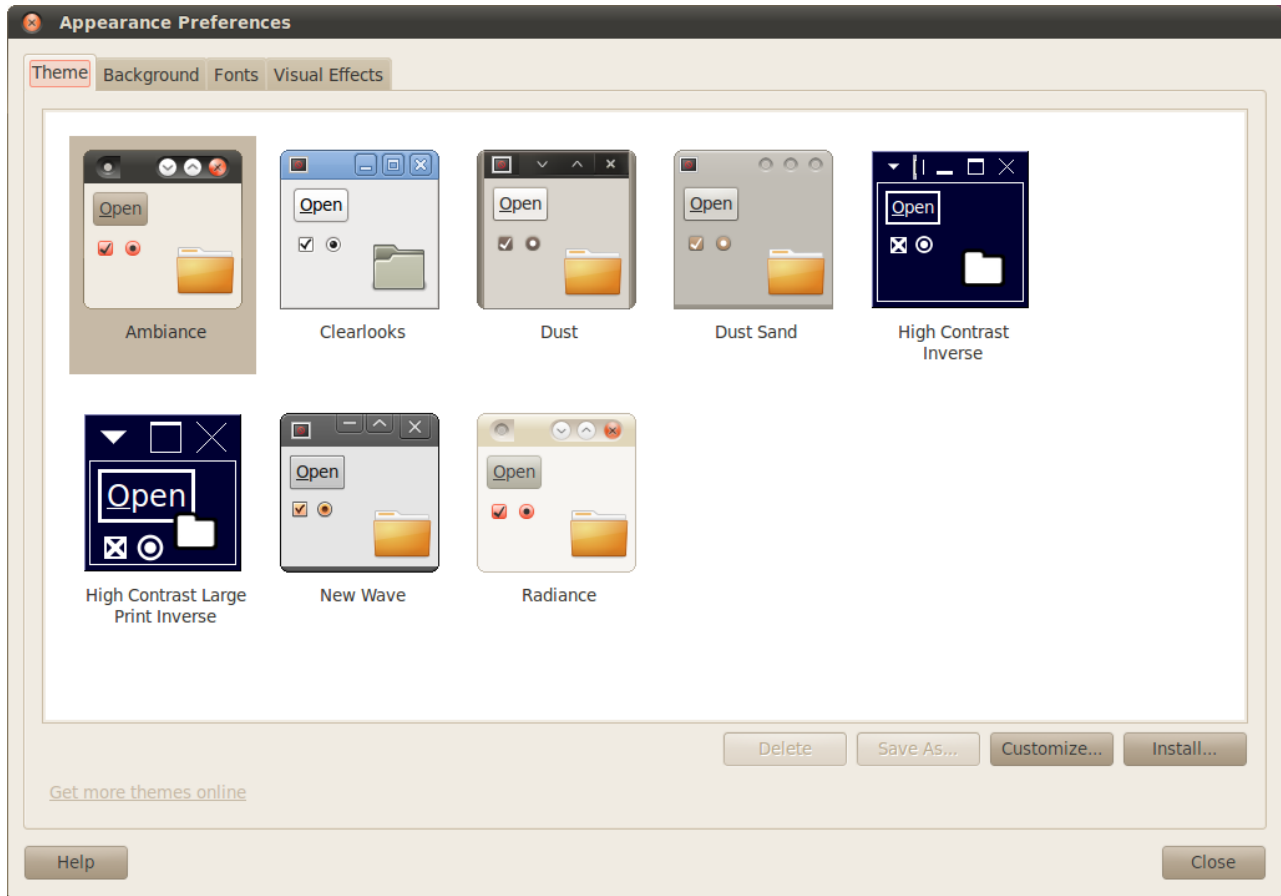 Appearance Preferences
Theme Background Fonts Visual Effects
Open Open Open Open Open
Ambiance Clearlooks Dust Dust Sand High Contrast
Inverse
Open Open Open
High Contrast Large New Wave Radiance
Print Inverse
Delete Save As... Customize... Install...
Get more themes online
Help Close